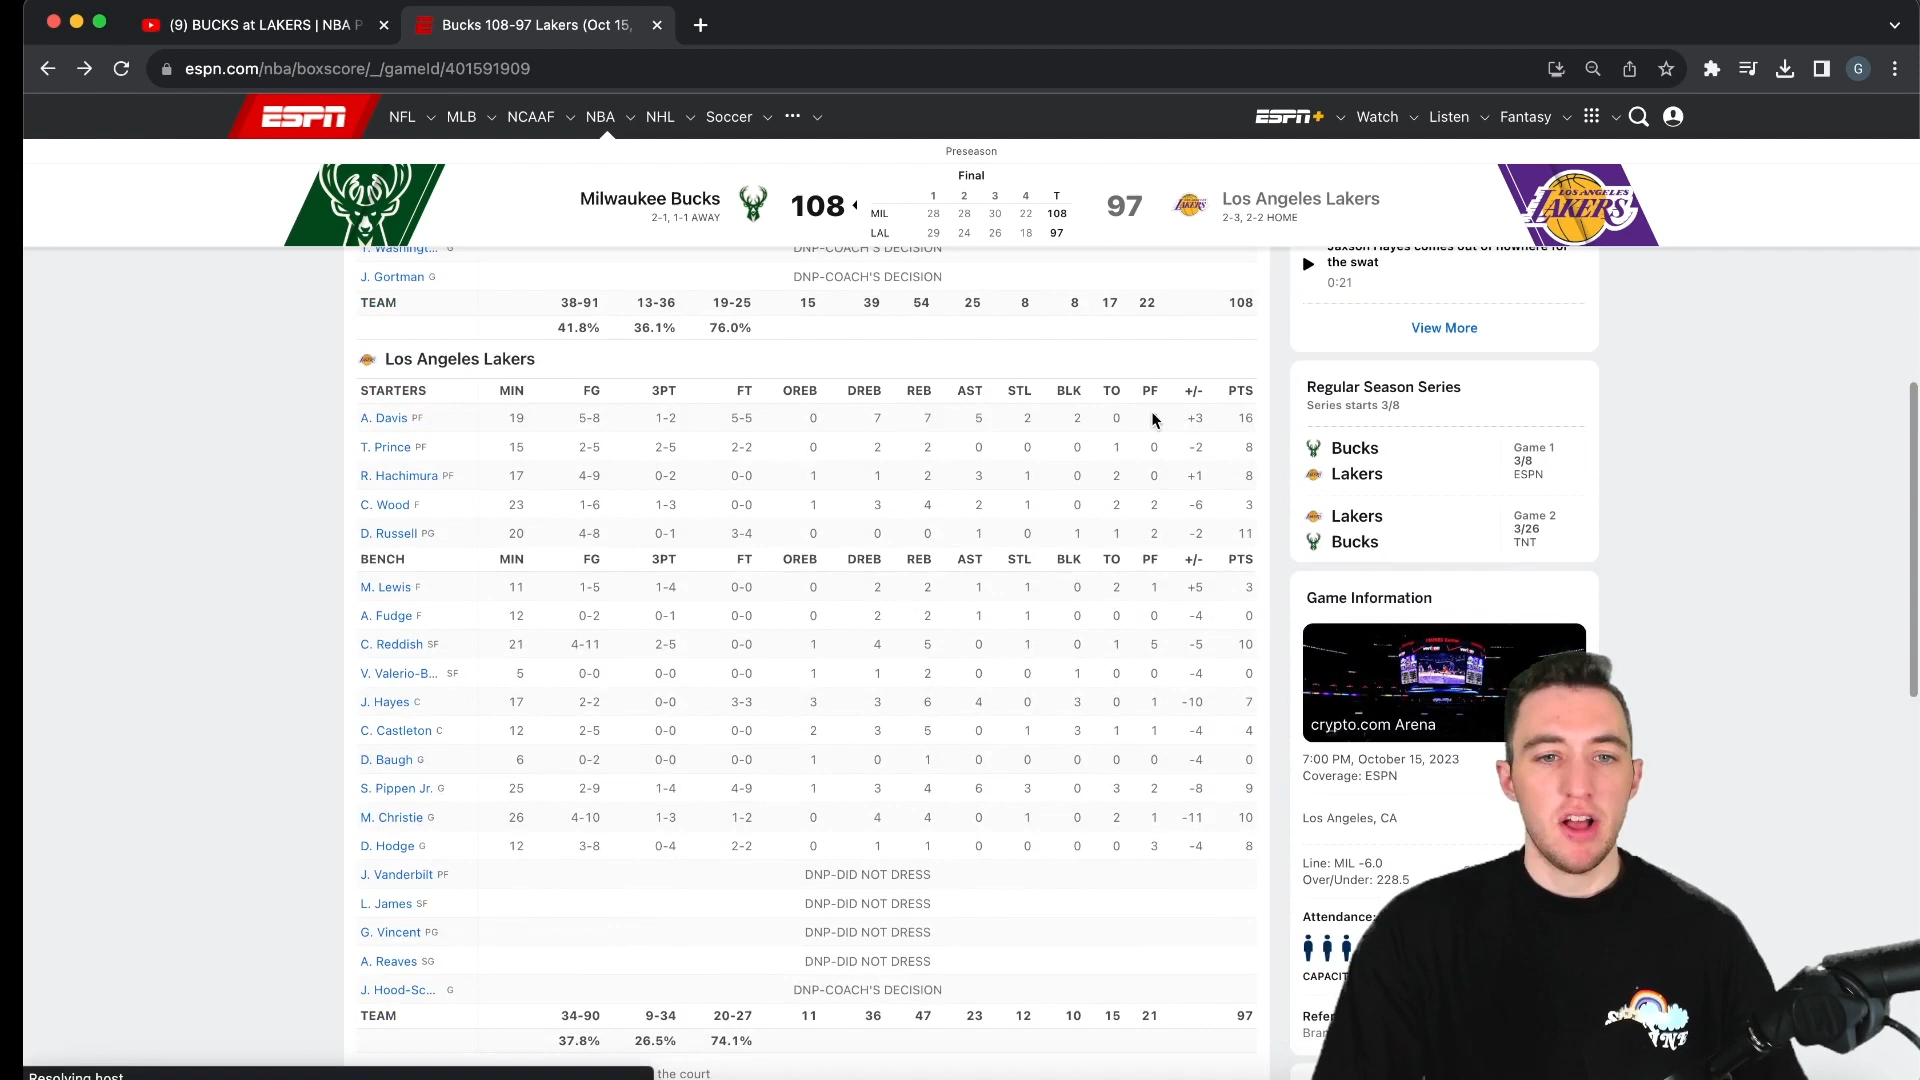 (9) BUCKS at LAKERS | NBA P
Bucks 108-97 Lakers (Oct 15,
espn.com/nba/boxscore/_/gameId/401591909
G
ESPN NFL MLB NCAAF NBA NHL Soccer ... ESPN+ Watch Listen Fantasy
Preseason
Final
Milwaukee Bucks 108 97 Los Angeles Lakers
2-1, 1-1 AWAY 2-3, 2-2 HOME
1 2 3 4 T
MIL 28 28 30 22 108
LAL 29 24 26 18 97
LOS ANGELES
LAKERS
T. Washingt... G DNP-COACH'S DECISION
J. Gortman G DNP-COACH'S DECISION
TEAM 38-91 13-36 19-25 15 39 54 25 8 8 17 22 108
41.8% 36.1% 76.0%
Los Angeles Lakers
STARTERS MIN FG 3PT FT OREB DREB REB AST STL BLK TO PF +/- PTS
A. Davis PF 19 5-8 1-2 5-5 0 7 7 5 2 2 0 +3 16
T. Prince PF 15 2-5 2-5 2-2 0 2 2 0 0 0 1 0 -2 8
R. Hachimura PF 17 4-9 0-2 0-0 1 1 2 3 1 0 2 0 +1 8
C. Wood F 23 1-6 1-3 0-0 1 3 4 2 1 0 2 2 -6 3
D. Russell PG 20 4-8 0-1 3-4 0 0 0 1 0 1 1 2 -2 11
BENCH MIN FG 3PT FT OREB DREB REB AST STL BLK TO PF +/- PTS
M. Lewis F 11 1-5 1-4 0-0 0 2 2 1 1 0 2 1 +5 3
A. Fudge F 12 0-2 0-1 0-0 0 2 2 1 1 0 0 0 -4 0
C. Reddish SF 21 4-11 2-5 0-0 1 4 5 0 1 0 1 5 -5 10
V. Valerio-B... SF 5 0-0 0-0 0-0 1 1 2 0 0 1 0 0 -4 0
J. Hayes C 17 2-2 0-0 3-3 3 3 6 4 0 3 0 1 -10 7
C. Castleton C 12 2-5 0-0 0-0 2 3 5 0 1 3 1 1 -4 4
D. Baugh G 6 0-2 0-0 0-0 1 0 1 0 0 0 0 0 -4 0
S. Pippen Jr. G 25 2-9 1-4 4-9 1 3 4 6 3 0 3 2 -8 9
M. Christie G 26 4-10 1-3 1-2 0 4 4 0 1 0 2 1 -11 10
D. Hodge G 12 3-8 0-4 2-2 0 1 1 0 0 0 0 3 -4 8
J. Vanderbilt PF DNP-DID NOT DRESS
L. James SF DNP-DID NOT DRESS
G. Vincent PG DNP-DID NOT DRESS
A. Reaves SG DNP-DID NOT DRESS
J. Hood-Sc... G DNP-COACH'S DECISION
TEAM 34-90 9-34 20-27 11 36 47 23 12 10 15 21 97
37.8% 26.5% 74.1%
the court
Resolving host
Jaxson Hayes comes out of nowhere for
the swat
0:21
View More
Regular Season Series
Series starts 3/8
Bucks
Lakers
Game 1
3/8
ESPN
Lakers
Bucks
Game 2
3/26
TNT
Game Information
crypto.com Arena
7:00 PM, October 15, 2023
Coverage: ESPN
Los Angeles, CA
Line: MIL -6.0
Over/Under: 228.5
Attendance:
CAPACIT
Refer
Bran